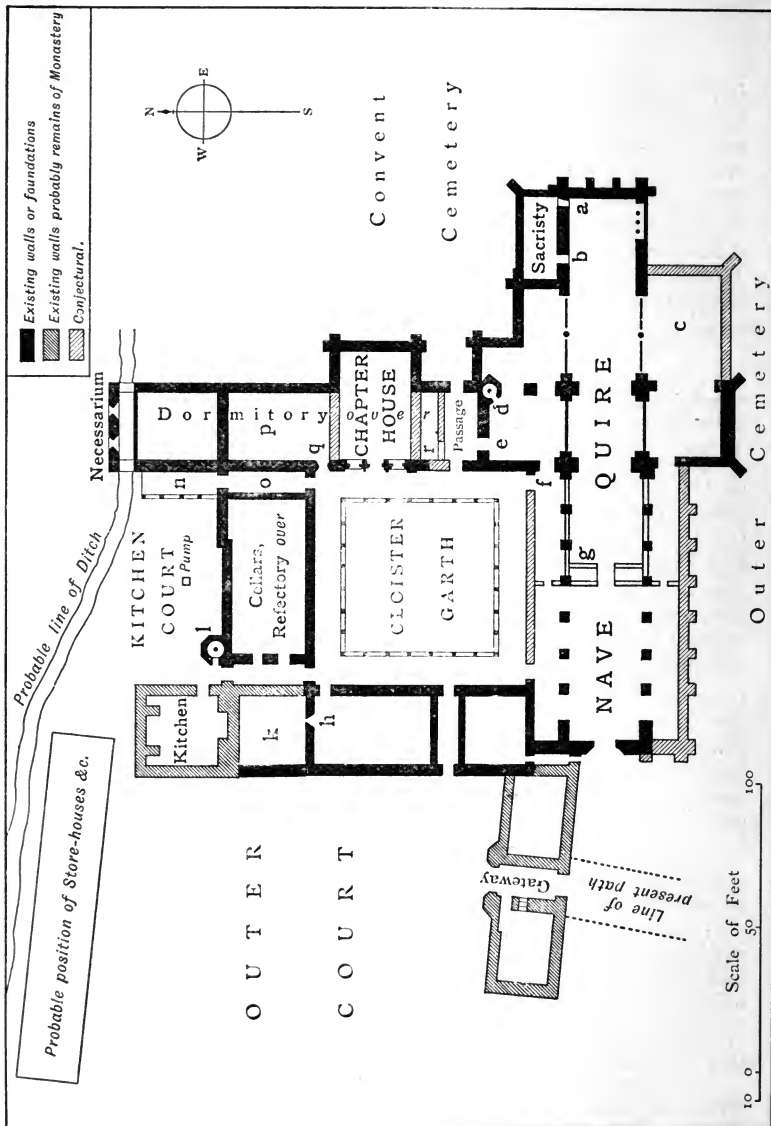 Existing walls or foundations
Existing walls probably remains of Monastery
Conjectural.
N
W
E
S
Probable position of Store-houses &c.
Probable line of Ditch
Necessarium
Convent
Cemetery
KITCHEN
COURT
Pump
Kitchen
n
Dormitory over
p
o
q
l
k
h
Cellars,
Refectory over
CHAPTER
HOUSE
r
Passage
CLOISTER
GARTH
OUTER
COURT
Sacristy
a
b
c
d
e
f
g
QUIRE
NAVE
Gateway
Line of
present path
Outer Cemetery
Scale of Feet
10 0 50 100